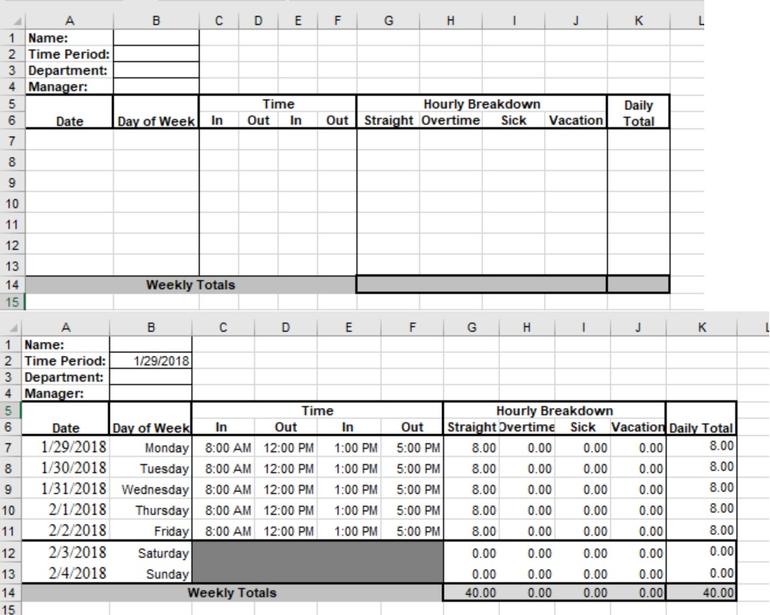 A B C D E F G H I J K L
1 Name:
2 Time Period:
3 Department:
4 Manager:
5 Time Hourly Breakdown Daily
6 Date Day of Week In Out In Out Straight Overtime Sick Vacation Total
7
8
9
10
11
12
13
14 Weekly Totals
15
A B C D E F G H I J K L
1 Name:
2 Time Period: 1/29/2018
3 Department:
4 Manager:
5 Time Hourly Breakdown
6 Date Day of Week In Out In Out Straight Overtime Sick Vacation Daily Total
7 1/29/2018 Monday 8:00 AM 12:00 PM 1:00 PM 5:00 PM 8.00 0.00 0.00 0.00 8.00
8 1/30/2018 Tuesday 8:00 AM 12:00 PM 1:00 PM 5:00 PM 8.00 0.00 0.00 0.00 8.00
9 1/31/2018 Wednesday 8:00 AM 12:00 PM 1:00 PM 5:00 PM 8.00 0.00 0.00 0.00 8.00
10 2/1/2018 Thursday 8:00 AM 12:00 PM 1:00 PM 5:00 PM 8.00 0.00 0.00 0.00 8.00
11 2/2/2018 Friday 8:00 AM 12:00 PM 1:00 PM 5:00 PM 8.00 0.00 0.00 0.00 8.00
12 2/3/2018 Saturday 0.00 0.00 0.00 0.00 0.00
13 2/4/2018 Sunday 0.00 0.00 0.00 0.00 0.00
14 Weekly Totals 40.00 0.00 0.00 0.00 40.00
15